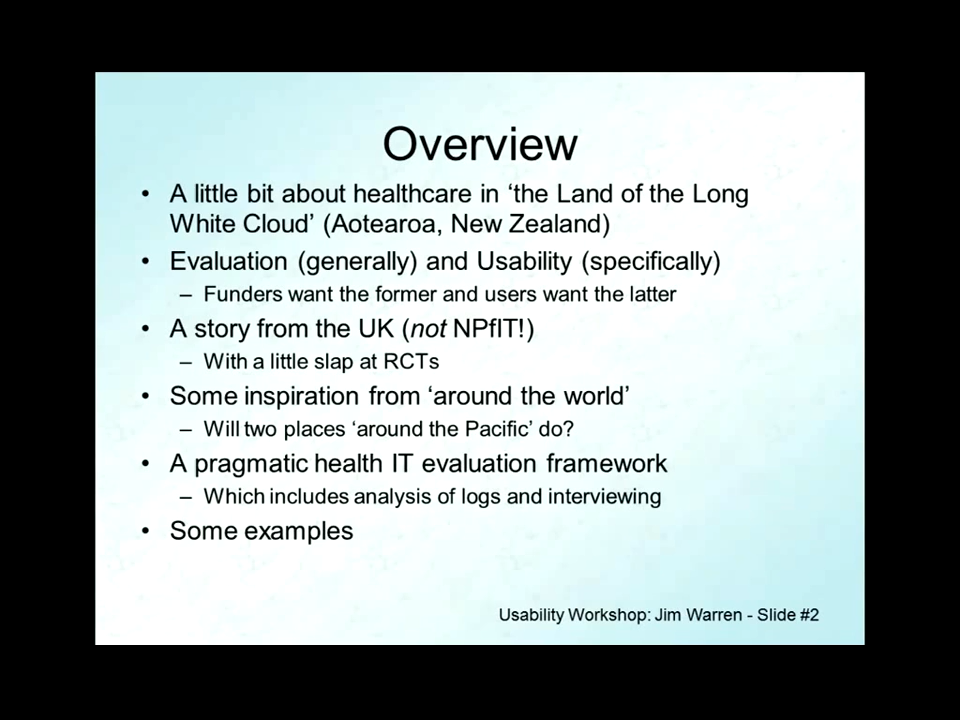 Overview
• A little bit about healthcare in ‘the Land of the Long
White Cloud’ (Aotearoa, New Zealand)
• Evaluation (generally) and Usability (specifically)
– Funders want the former and users want the latter
• A story from the UK (not NPfIT!)
– With a little slap at RCTs
• Some inspiration from ‘around the world’
– Will two places ‘around the Pacific’ do?
• A pragmatic health IT evaluation framework
– Which includes analysis of logs and interviewing
• Some examples
Usability Workshop: Jim Warren - Slide #2